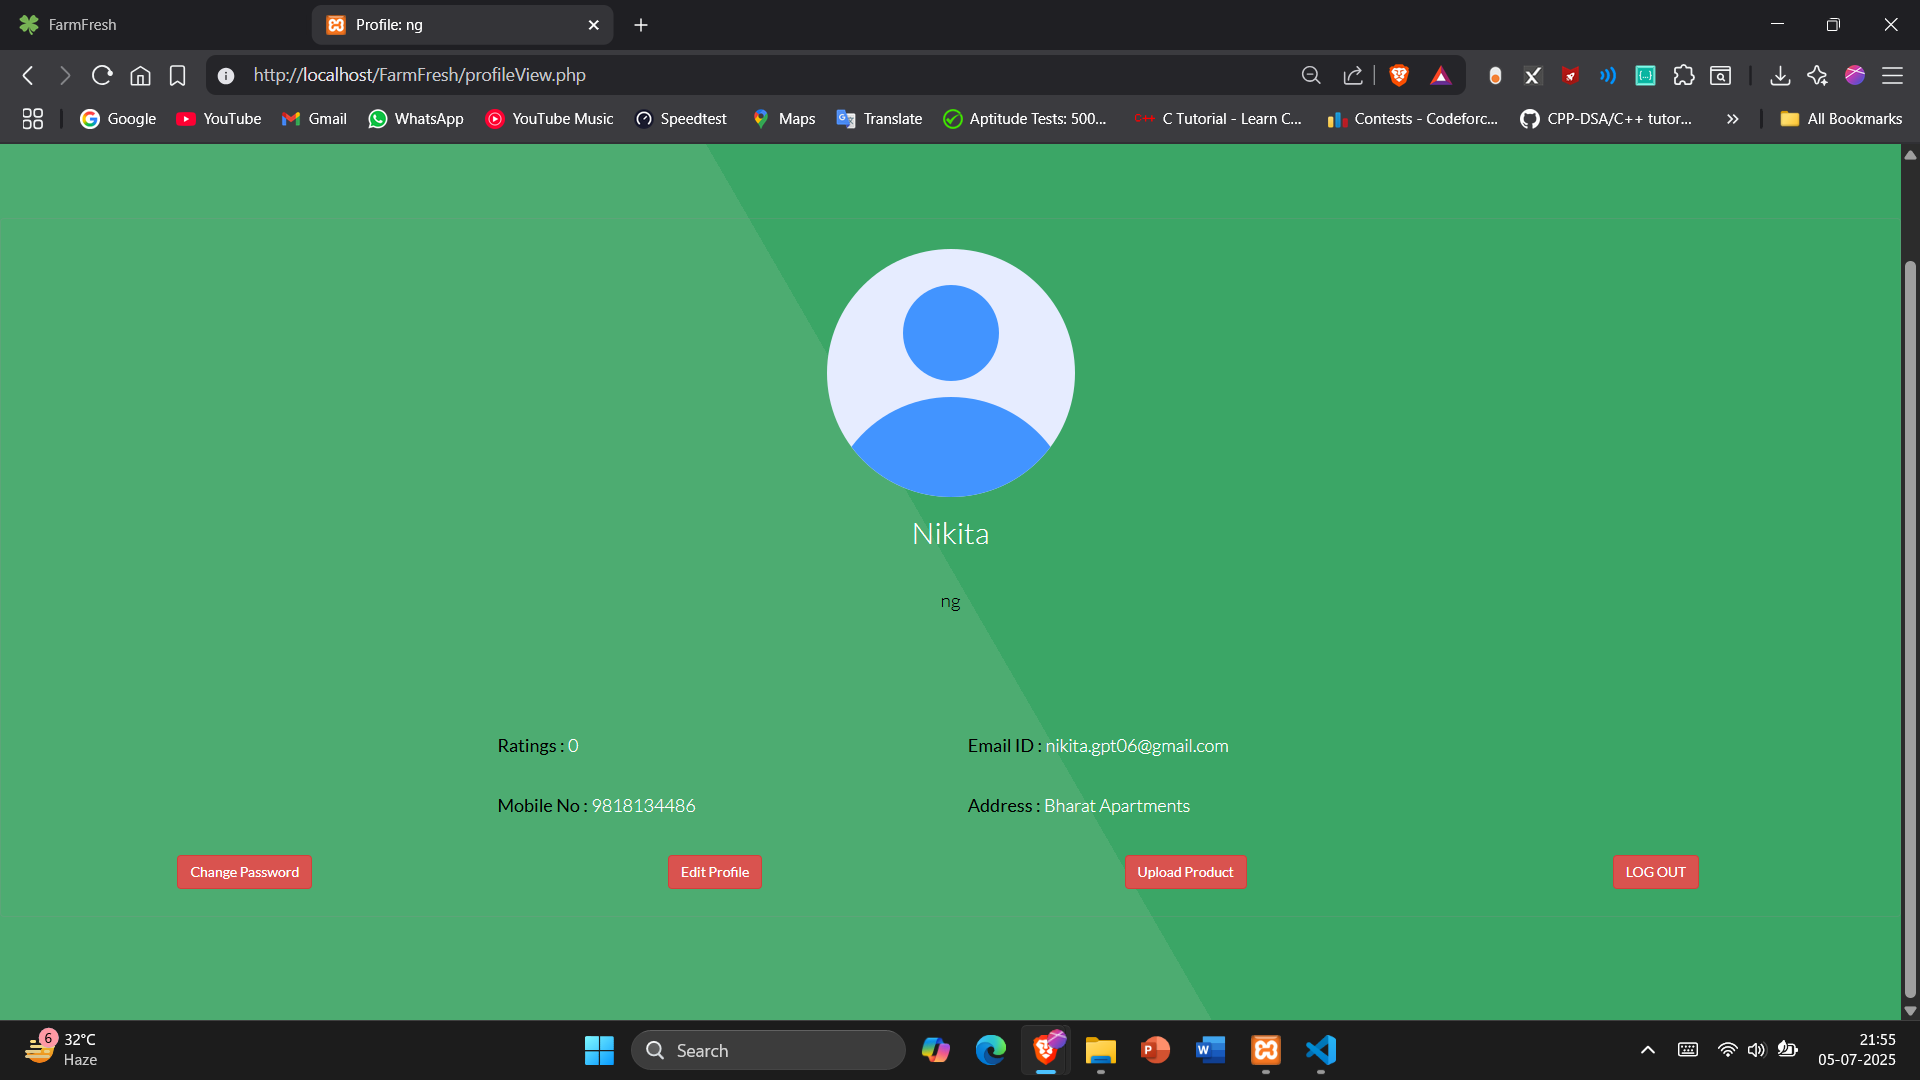 FarmFresh
Profile: ng
http://localhost/FarmFresh/profileView.php
Google YouTube Gmail WhatsApp YouTube Music Speedtest Maps Translate Aptitude Tests: 500... C++ C Tutorial - Learn C... Contests - Codeforc... CPP-DSA/C++ tutor... » All Bookmarks
Nikita
ng
Ratings : 0
Email ID : nikita.gpt06@gmail.com
Mobile No : 9818134486
Address : Bharat Apartments
Change Password
Edit Profile
Upload Product
LOG OUT
6
32°C
Haze
Search
P
W
21:55
05-07-2025